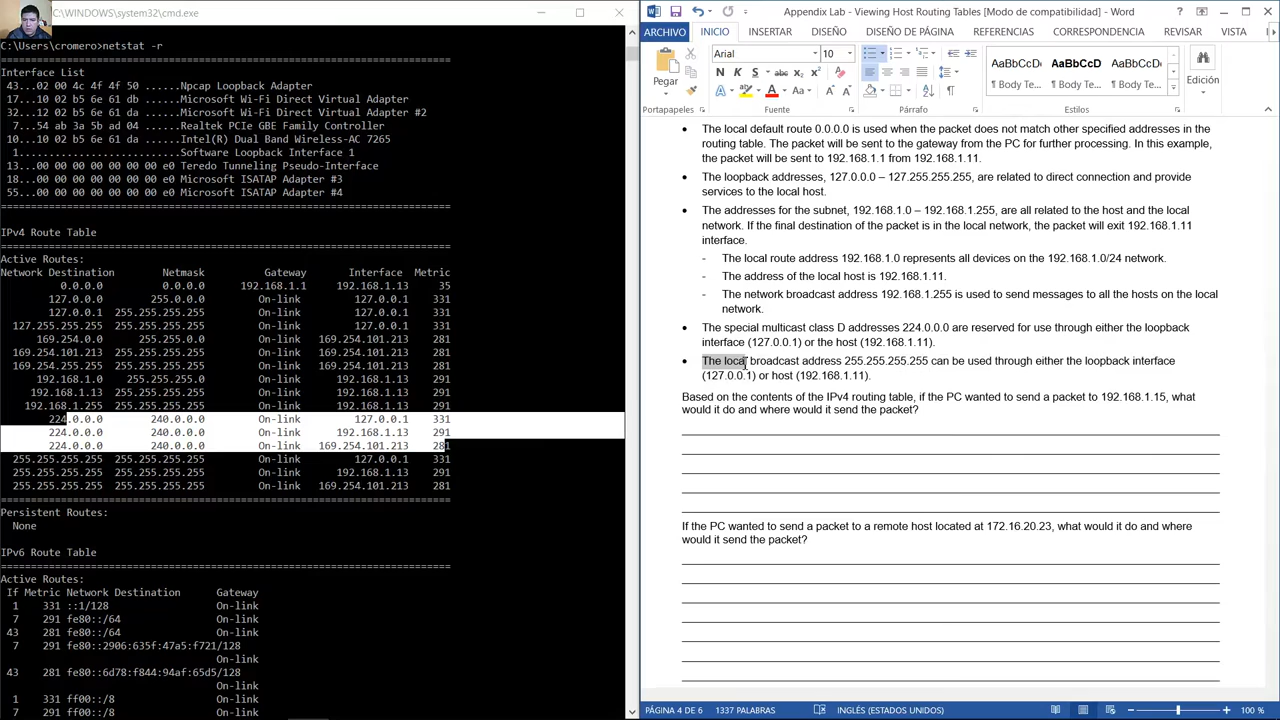 C:\WINDOWS\system32\cmd.exe
C:\Users\cromero>netstat -r
===========================================================================
Interface List
43...02 00 4c 4f 4f 50 ......Npcap Loopback Adapter
17...10 02 b5 6e 61 db ......Microsoft Wi-Fi Direct Virtual Adapter
32...12 02 b5 6e 61 da ......Microsoft Wi-Fi Direct Virtual Adapter #2
7...54 ab 3a 5b ad 04 ......Realtek PCIe GBE Family Controller
10...10 02 b5 6e 61 da ......Intel(R) Dual Band Wireless-AC 7265
1...........................Software Loopback Interface 1
13...00 00 00 00 00 00 00 e0 Teredo Tunneling Pseudo-Interface
18...00 00 00 00 00 00 00 e0 Microsoft ISATAP Adapter #3
55...00 00 00 00 00 00 00 e0 Microsoft ISATAP Adapter #4
===========================================================================
IPv4 Route Table
===========================================================================
Active Routes:
Network Destination Netmask Gateway Interface Metric
0.0.0.0 0.0.0.0 192.168.1.1 192.168.1.13 35
127.0.0.0 255.0.0.0 On-link 127.0.0.1 331
127.0.0.1 255.255.255.255 On-link 127.0.0.1 331
127.255.255.255 255.255.255.255 On-link 127.0.0.1 331
169.254.0.0 255.255.0.0 On-link 169.254.101.213 281
169.254.101.213 255.255.255.255 On-link 169.254.101.213 281
169.254.255.255 255.255.255.255 On-link 169.254.101.213 281
192.168.1.0 255.255.255.0 On-link 192.168.1.13 291
192.168.1.13 255.255.255.255 On-link 192.168.1.13 291
192.168.1.255 255.255.255.255 On-link 192.168.1.13 291
224.0.0.0 240.0.0.0 On-link 127.0.0.1 331
224.0.0.0 240.0.0.0 On-link 192.168.1.13 291
224.0.0.0 240.0.0.0 On-link 169.254.101.213 281
255.255.255.255 255.255.255.255 On-link 127.0.0.1 331
255.255.255.255 255.255.255.255 On-link 192.168.1.13 291
255.255.255.255 255.255.255.255 On-link 169.254.101.213 281
===========================================================================
Persistent Routes:
None
IPv6 Route Table
===========================================================================
Active Routes:
If Metric Network Destination Gateway
1 331 ::1/128 On-link
7 291 fe80::/64 On-link
43 281 fe80::/64 On-link
7 291 fe80::2906:635f:47a5:f721/128
On-link
43 281 fe80::6d78:f844:94af:65d5/128
On-link
1 331 ff00::/8 On-link
7 291 ff00::/8 On-link
Appendix Lab - Viewing Host Routing Tables [Modo de compatibilidad] - Word
ARCHIVO INICIO INSERTAR DISEÑO DISEÑO DE PÁGINA REFERENCIAS CORRESPONDENCIA REVISAR VISTA
Arial 10
Pegar
N K S abc x₂ x²
AaBbCcDc AaBbCcD AaBbCcDc
¶ Body Te... ¶ Body Te... ¶ Body Te...
Edición
Portapapeles Fuente Párrafo Estilos
• The local default route 0.0.0.0 is used when the packet does not match other specified addresses in the
routing table. The packet will be sent to the gateway from the PC for further processing. In this example,
the packet will be sent to 192.168.1.1 from 192.168.1.11.
• The loopback addresses, 127.0.0.0 – 127.255.255.255, are related to direct connection and provide
services to the local host.
• The addresses for the subnet, 192.168.1.0 – 192.168.1.255, are all related to the host and the local
network. If the final destination of the packet is in the local network, the packet will exit 192.168.1.11
interface.
- The local route address 192.168.1.0 represents all devices on the 192.168.1.0/24 network.
- The address of the local host is 192.168.1.11.
- The network broadcast address 192.168.1.255 is used to send messages to all the hosts on the local
network.
• The special multicast class D addresses 224.0.0.0 are reserved for use through either the loopback
interface (127.0.0.1) or the host (192.168.1.11).
• The local broadcast address 255.255.255.255 can be used through either the loopback interface
(127.0.0.1) or host (192.168.1.11).
Based on the contents of the IPv4 routing table, if the PC wanted to send a packet to 192.168.1.15, what
would it do and where would it send the packet?
If the PC wanted to send a packet to a remote host located at 172.16.20.23, what would it do and where
would it send the packet?
PÁGINA 4 DE 6 1337 PALABRAS INGLÉS (ESTADOS UNIDOS) 100 %